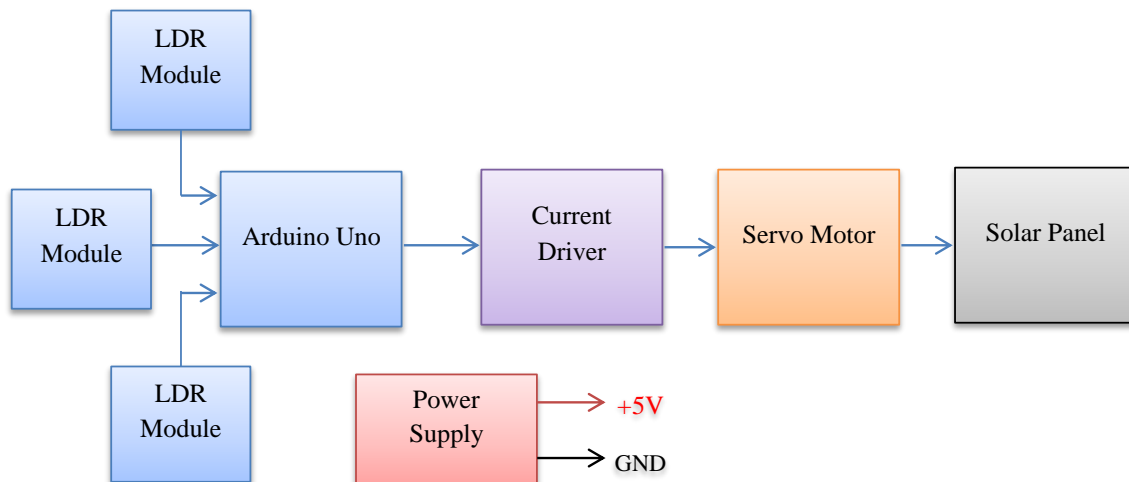 LDR
Module
LDR
Module
Arduino Uno
Current
Driver
Servo Motor
Solar Panel
LDR
Module
Power
Supply
+5V
GND